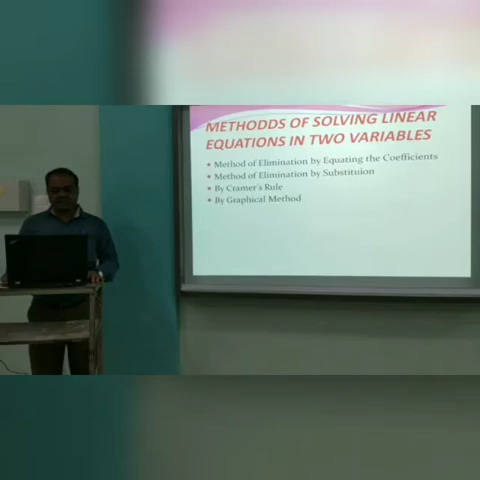 METHODDS OF SOLVING LINEAR
EQUATIONS IN TWO VARIABLES
• Method of Elimination by Equating the Coefficients
• Method of Elimination by Substituion
• By Cramer's Rule
• By Graphical Method